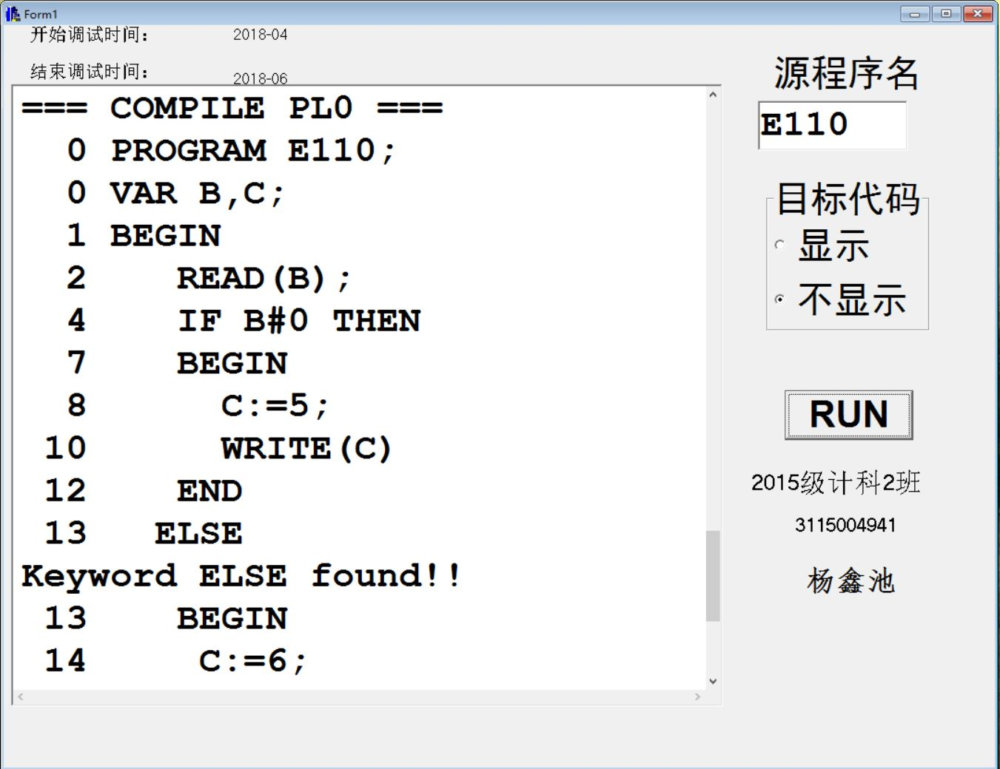 Form1
开始调试时间: 2018-04
结束调试时间: 2018-06
=== COMPILE PL0 ===
0 PROGRAM E110;
0 VAR B,C;
1 BEGIN
2 READ(B);
4 IF B#0 THEN
7 BEGIN
8 C:=5;
10 WRITE(C)
12 END
13 ELSE
Keyword ELSE found!!
13 BEGIN
14 C:=6;
源程序名
E110
目标代码
显示
不显示
RUN
2015级计科2班
3115004941
杨鑫池